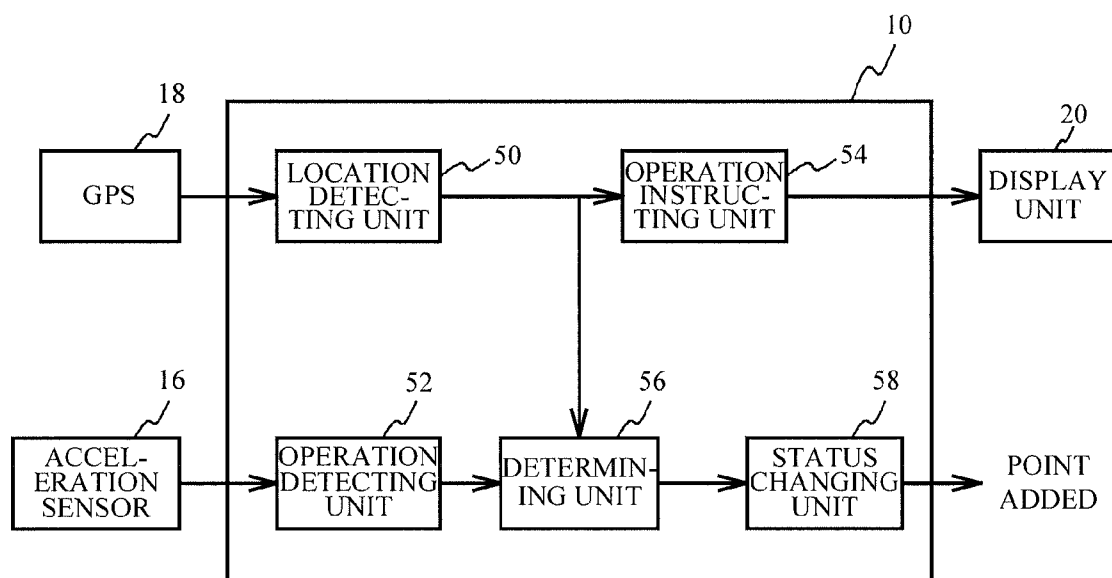 10
18
GPS
LOCATION
DETEC-
TING UNIT
50
OPERATION
INSTRUC-
TING UNIT
54
20
DISPLAY
UNIT
16
ACCEL-
ERATION
SENSOR
52
OPERATION
DETECTING
UNIT
56
DETERMIN-
ING UNIT
58
STATUS
CHANGING
UNIT
POINT
ADDED